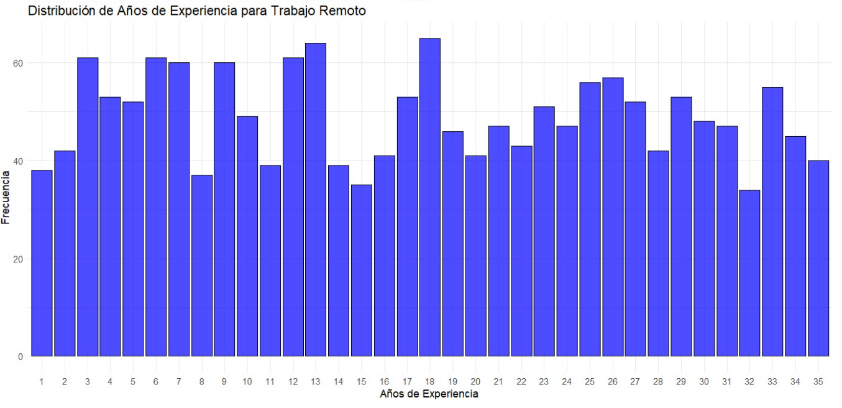 Distribución de Años de Experiencia para Trabajo Remoto
Frecuencia
60
40
20
0
1 2 3 4 5 6 7 8 9 10 11 12 13 14 15 16 17 18 19 20 21 22 23 24 25 26 27 28 29 30 31 32 33 34 35
Años de Experiencia